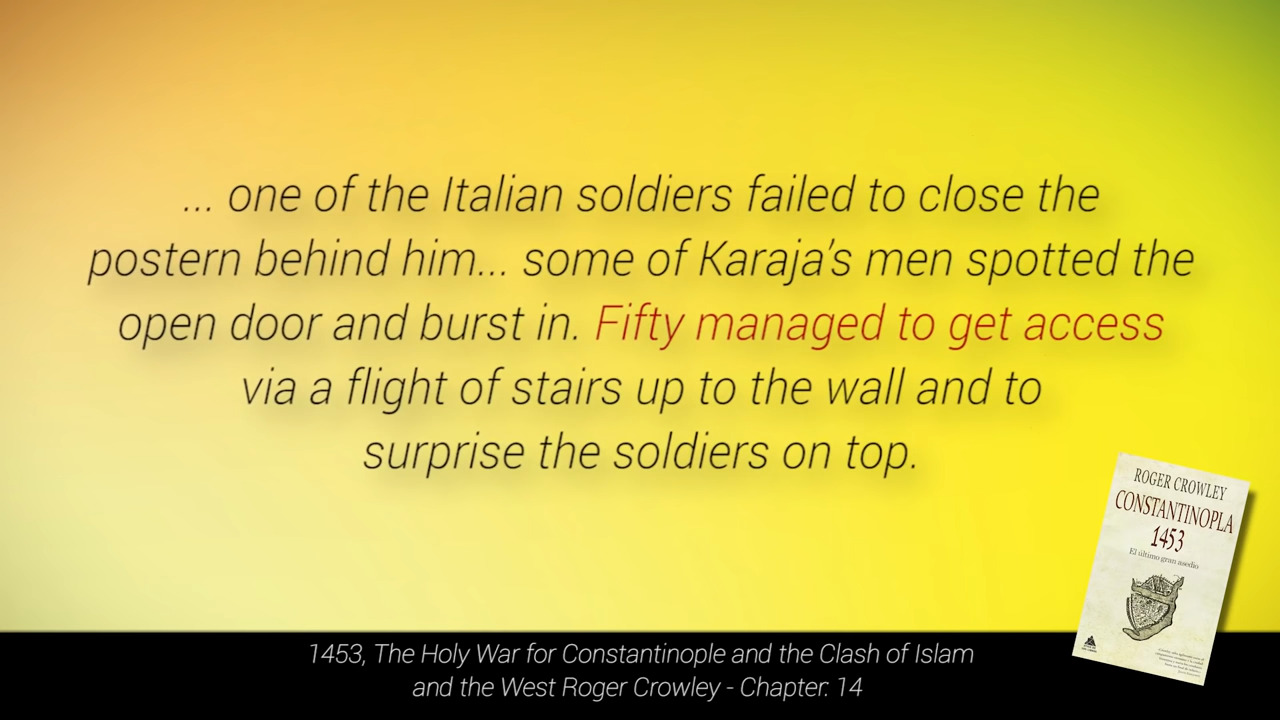 ... one of the Italian soldiers failed to close the
postern behind him... some of Karaja's men spotted the
open door and burst in. Fifty managed to get access
via a flight of stairs up to the wall and to
surprise the soldiers on top.
ROGER CROWLEY
CONSTANTINOPLA
1453
El último gran asedio
1453, The Holy War for Constantinople and the Clash of Islam
and the West Roger Crowley - Chapter: 14